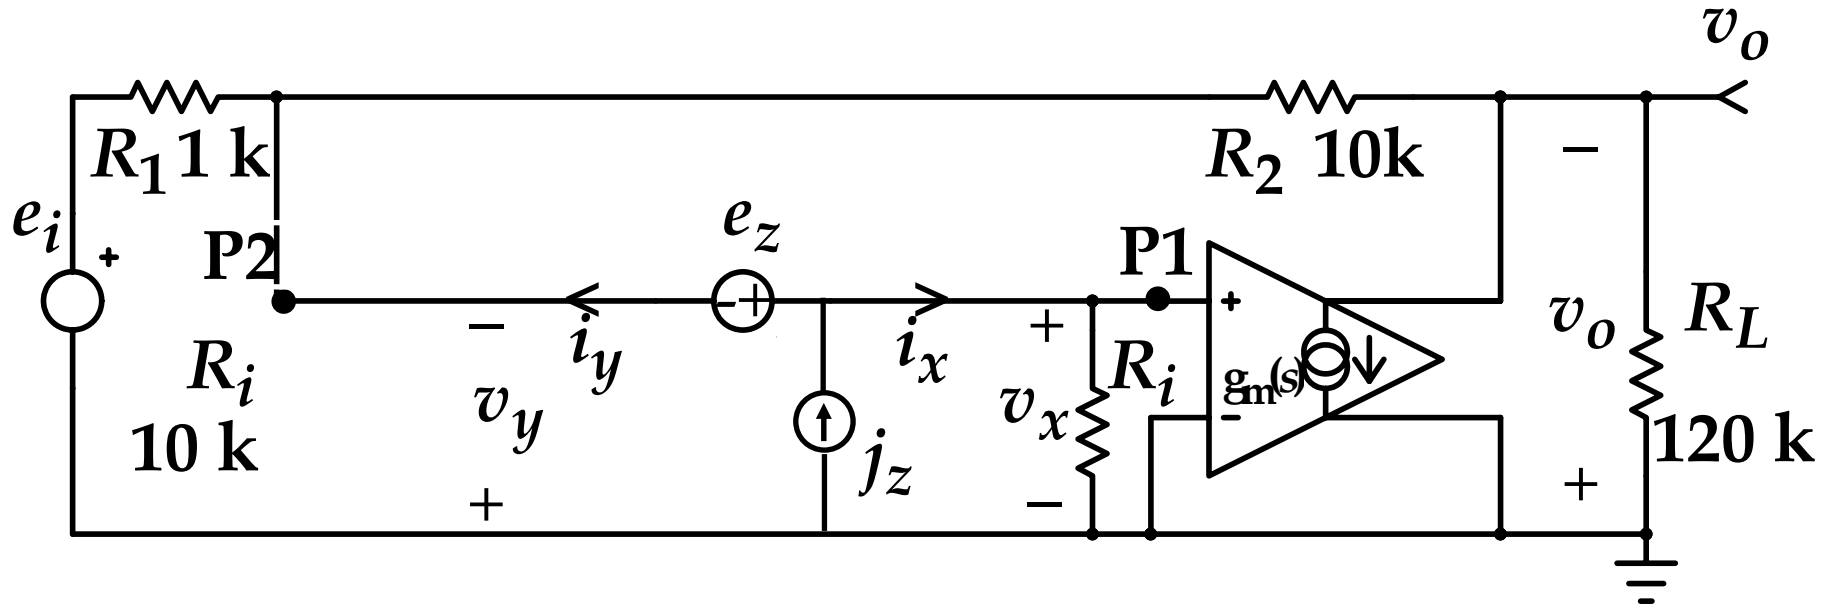 v_o
R_1 1 k
R_2 10k
−
e_i
+
P2
e_z
- +
P1
+
i_y
i_x
−
+
v_o
R_L
R_i
10 k
v_y
v_x
R_i
g_m(s)
−
120 k
j_z
+
−
+